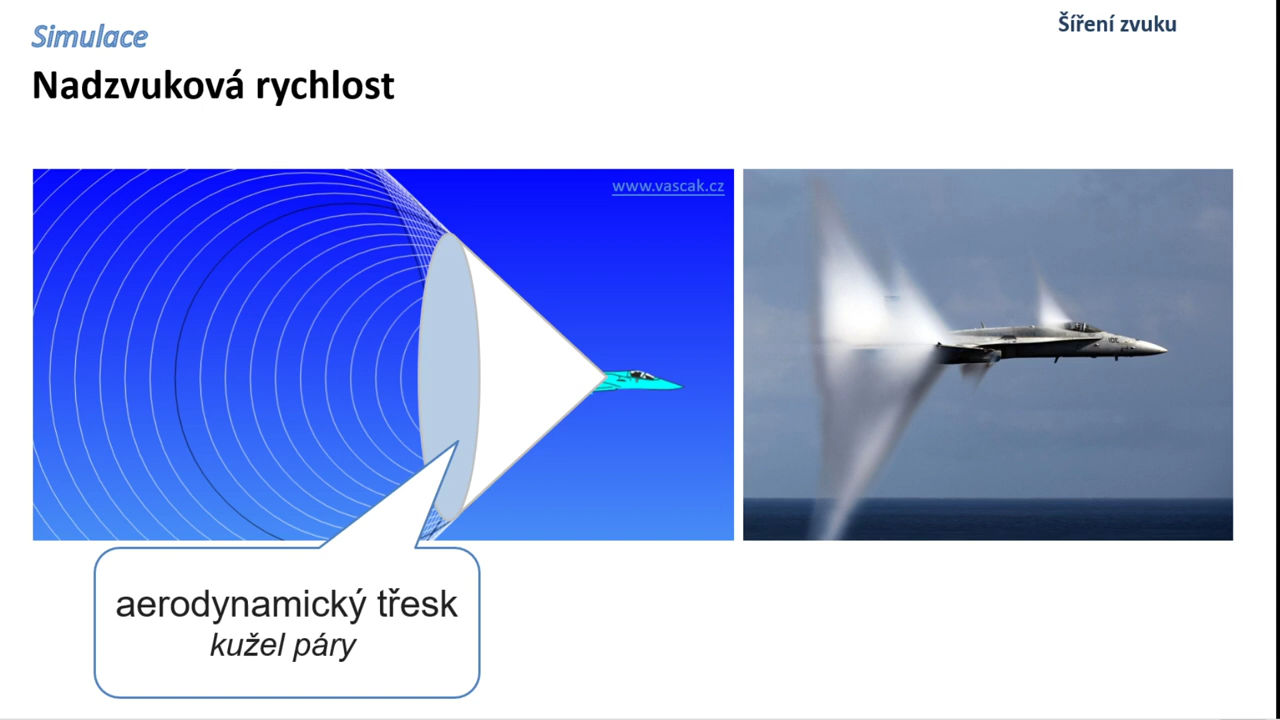 Simulace
Šíření zvuku
Nadzvuková rychlost
www.vascak.cz
aerodynamický třesk
kužel páry